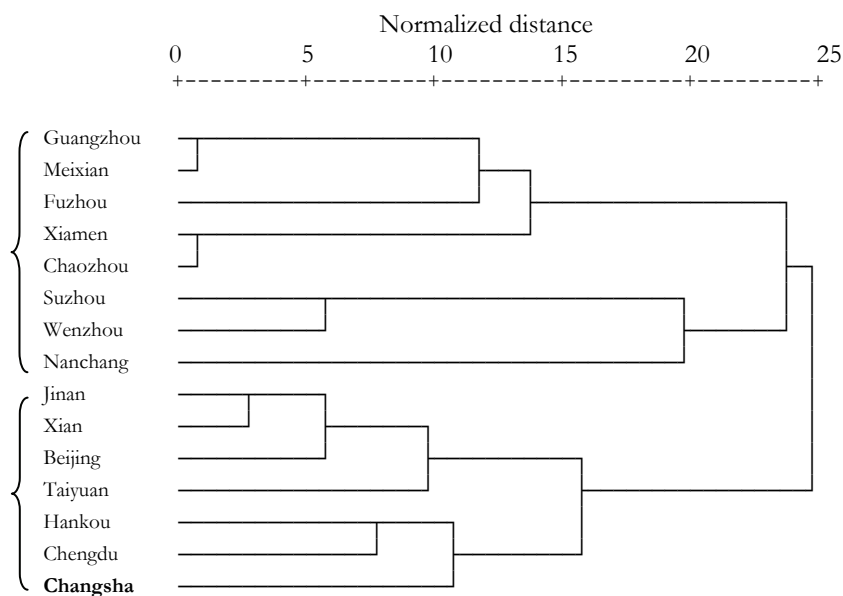 Normalized distance
0 5 10 15 20 25
+---------+---------+---------+---------+---------+
Guangzhou
Meixian
Fuzhou
Xiamen
Chaozhou
Suzhou
Wenzhou
Nanchang
Jinan
Xian
Beijing
Taiyuan
Hankou
Chengdu
Changsha